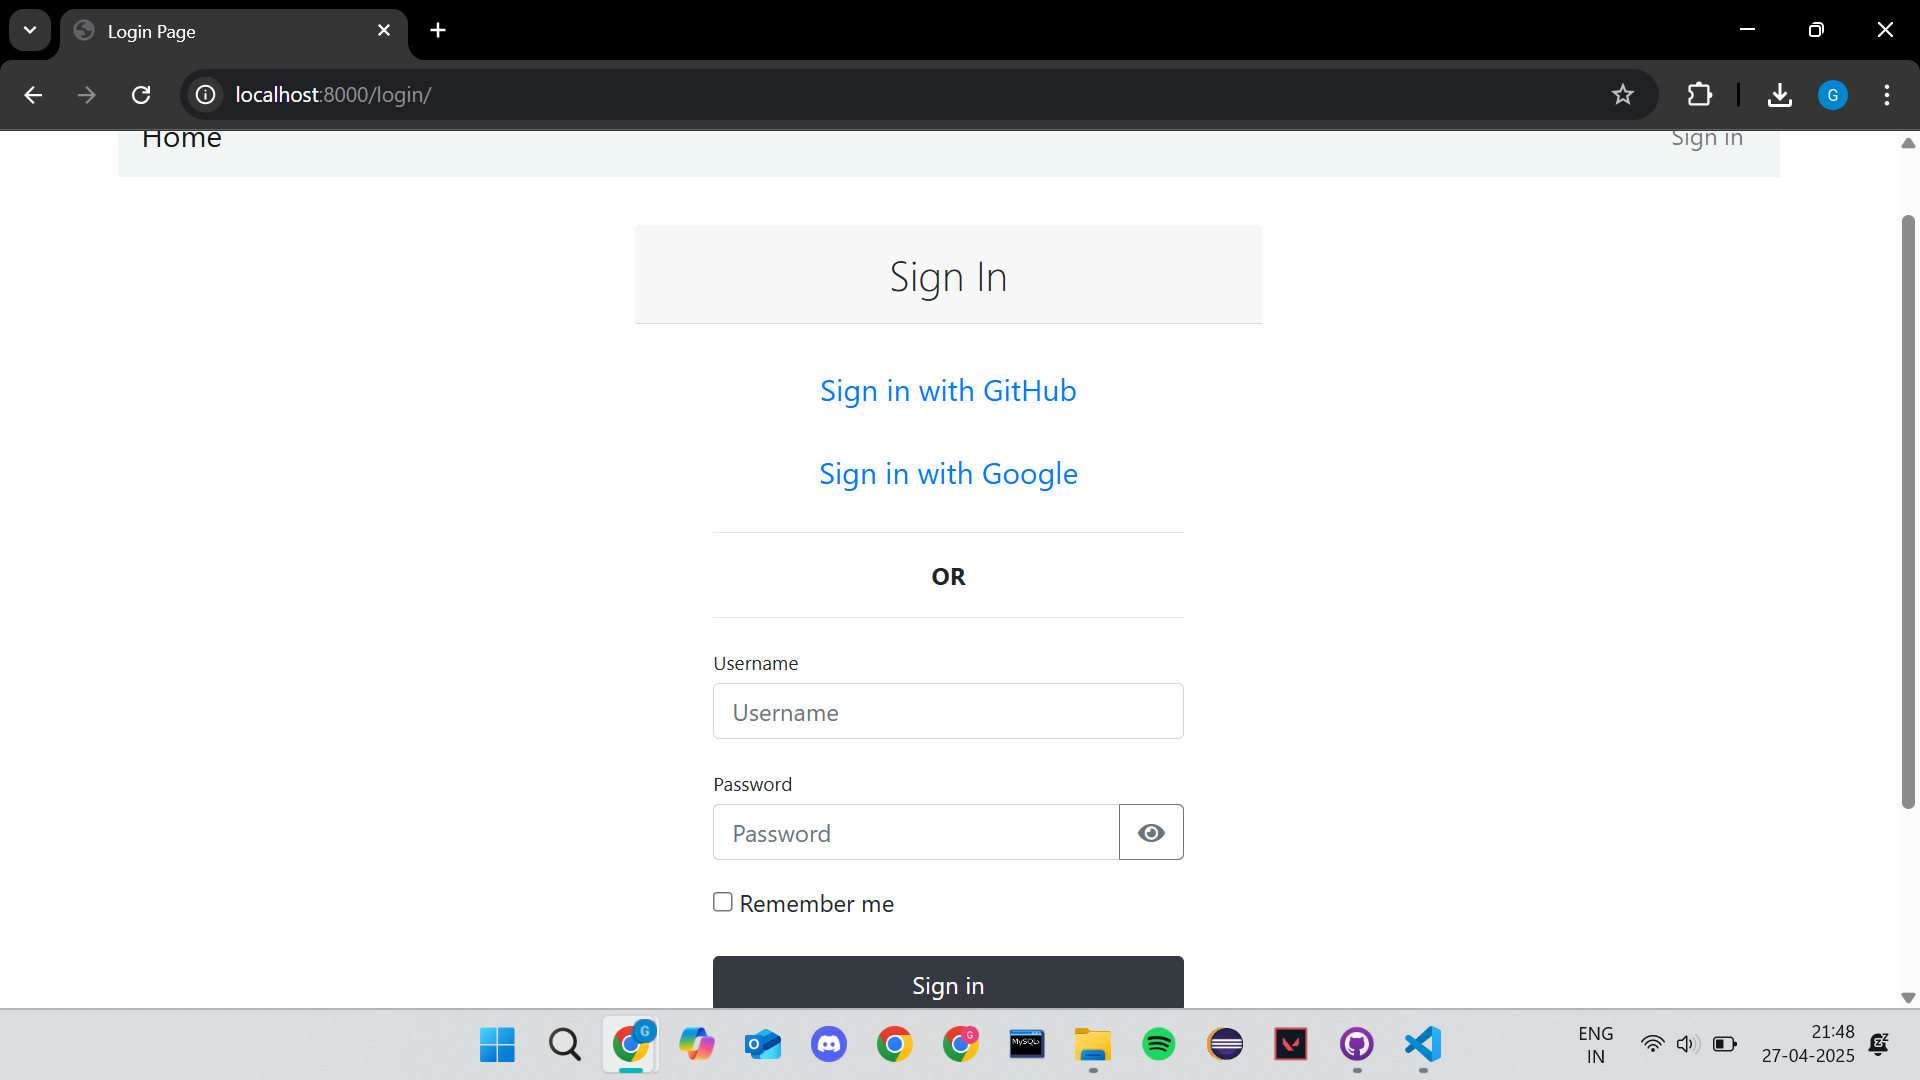 Login Page
localhost:8000/login/
G
Home
Sign in
Sign In
Sign in with GitHub
Sign in with Google
OR
Username
Username
Password
Password
Remember me
Sign in
G
G
MySQL
ENG
IN
21:48
27-04-2025